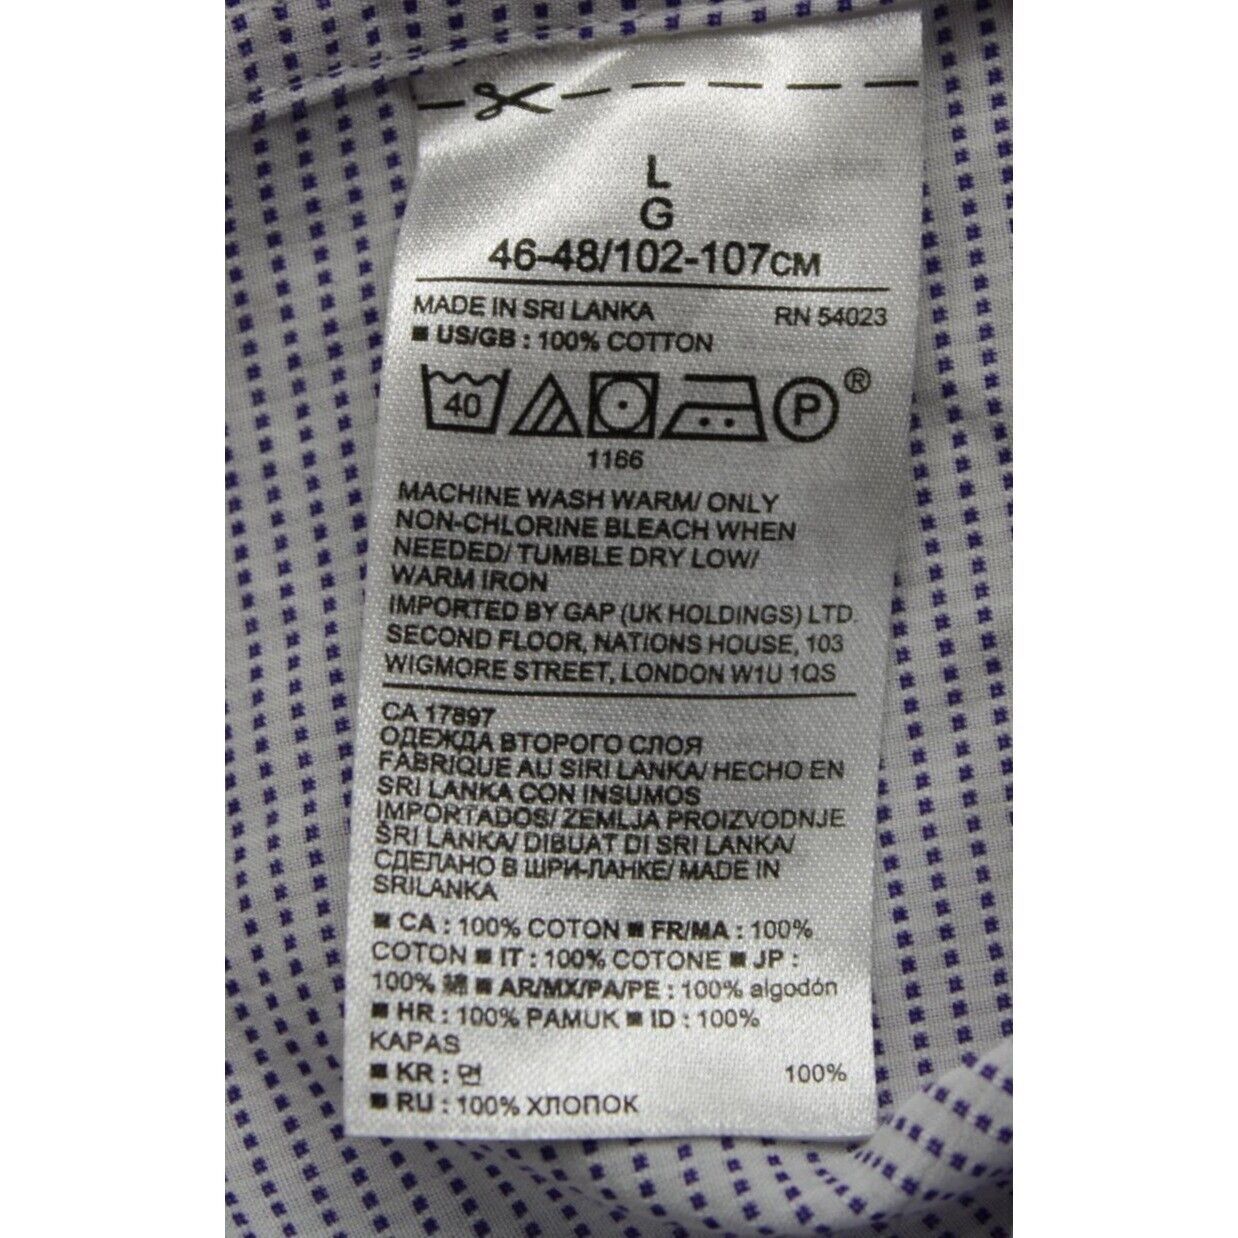 L
G
46-48/102-107CM
MADE IN SRI LANKA RN 54023
■ US/GB : 100% COTTON
40 P ®
1166
MACHINE WASH WARM/ ONLY
NON-CHLORINE BLEACH WHEN
NEEDED/ TUMBLE DRY LOW/
WARM IRON
IMPORTED BY GAP (UK HOLDINGS) LTD.
SECOND FLOOR, NATIONS HOUSE, 103
WIGMORE STREET, LONDON W1U 1QS
CA 17897
ОДЕЖДА ВТОРОГО СЛОЯ
FABRIQUE AU SIRI LANKA/ HECHO EN
SRI LANKA CON INSUMOS
IMPORTADOS/ ZEMLJA PROIZVODNJE
ŠRI LANKA/ DIBUAT DI SRI LANKA/
СДЕЛАНО В ШРИ-ЛАНКЕ/ MADE IN
SRILANKA
■ CA : 100% COTON ■ FR/MA : 100%
COTON ■ IT : 100% COTONE ■ JP :
100% 綿 ■ AR/MX/PA/PE : 100% algodón
■ HR : 100% PAMUK ■ ID : 100%
KAPAS
■ KR : 면 100%
■ RU : 100% ХЛОПОК